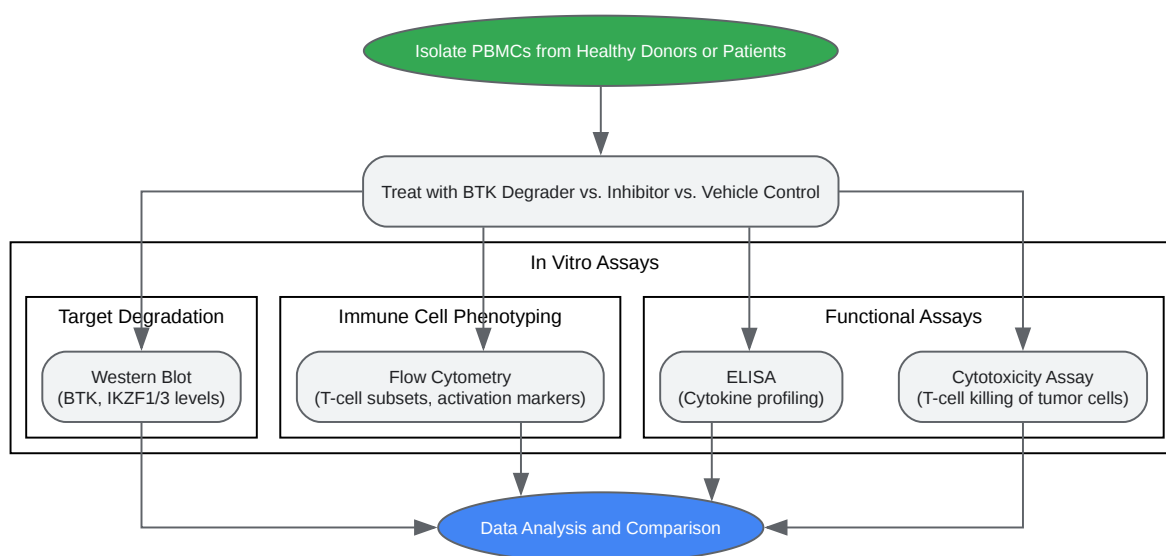 Isolate PBMCs from Healthy Donors or Patients
Treat with BTK Degrader vs. Inhibitor vs. Vehicle Control
In Vitro Assays
Target Degradation
Western Blot
(BTK, IKZF1/3 levels)
Immune Cell Phenotyping
Flow Cytometry
(T-cell subsets, activation markers)
Functional Assays
ELISA
(Cytokine profiling)
Cytotoxicity Assay
(T-cell killing of tumor cells)
Data Analysis and Comparison